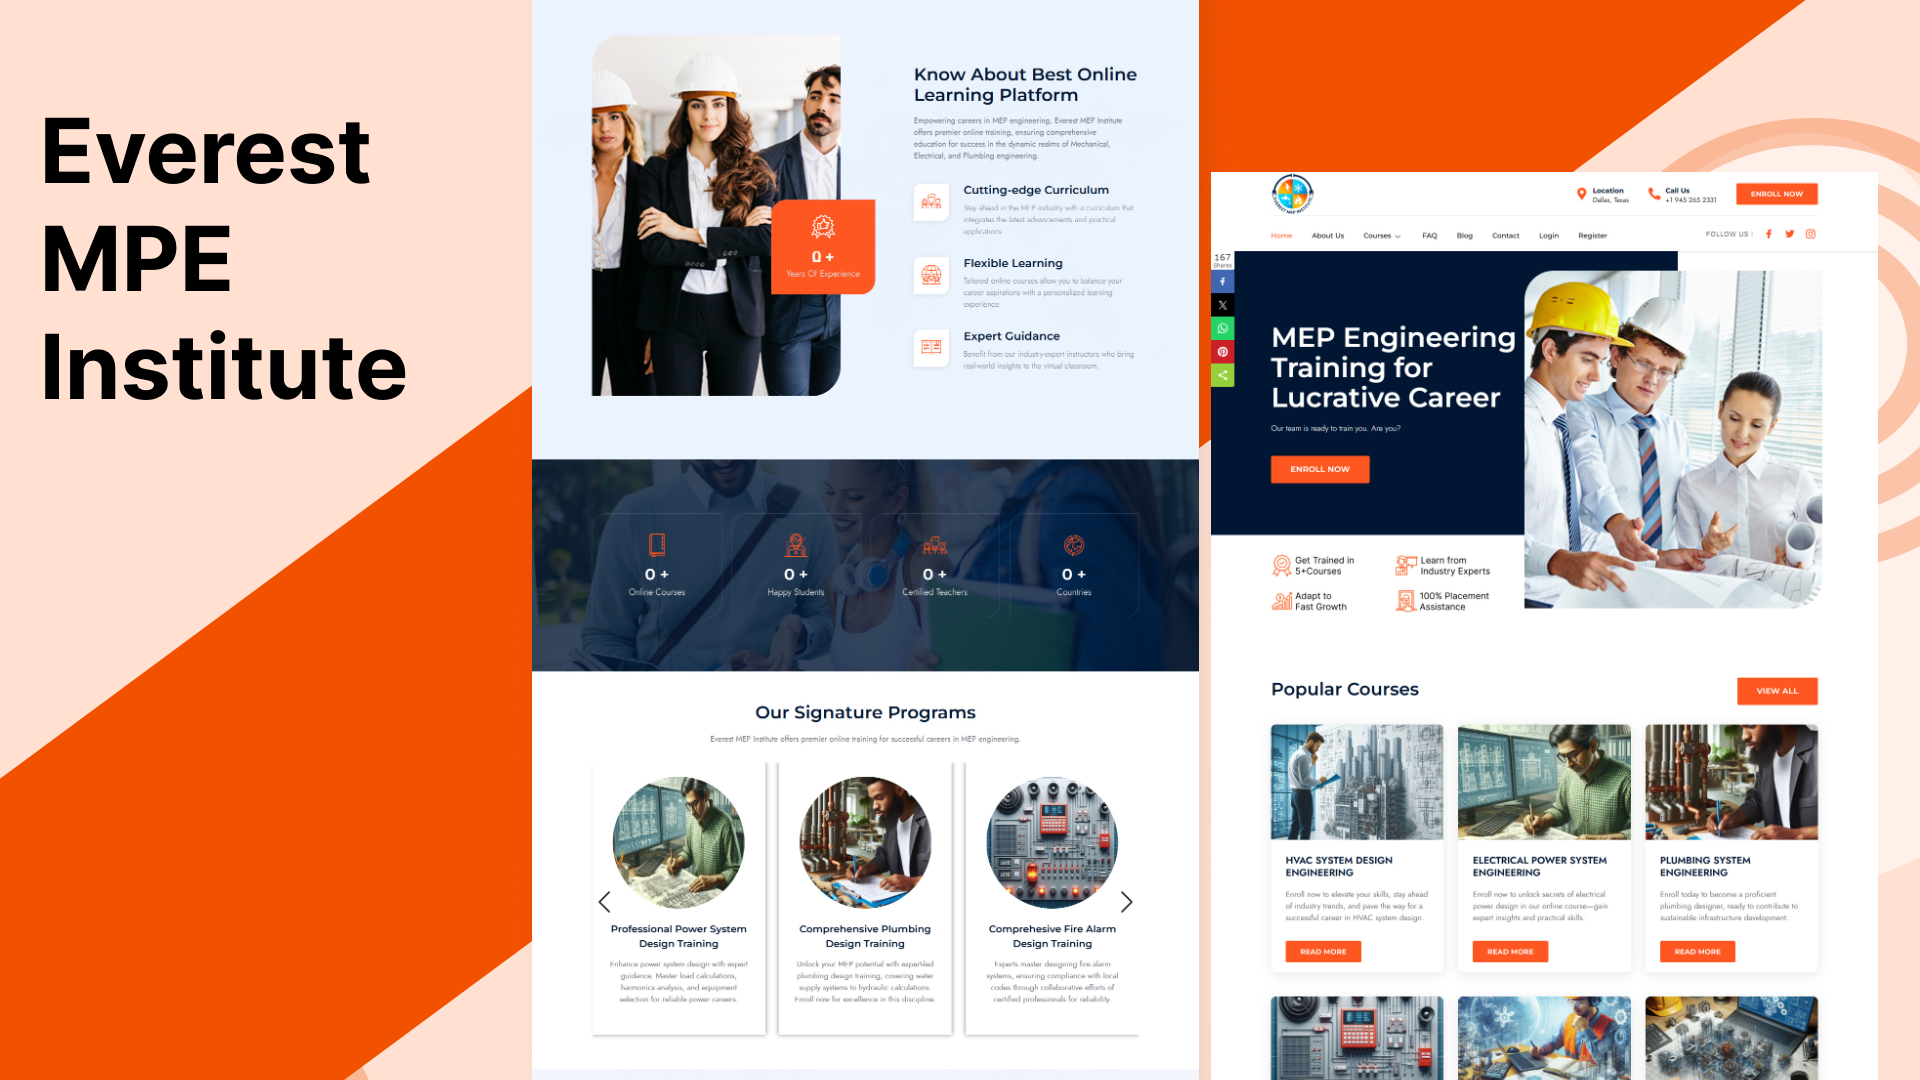 Everest
MPE
Institute
Know About Best Online
Learning Platform
Empowering careers in MEP engineering, Everest MEP Institute
offers premier online training, ensuring comprehensive
education for success in the dynamic realms of Mechanical,
Electrical, and Plumbing engineering.
Cutting-edge Curriculum
Stay ahead in the MEP industry with a curriculum that
integrates the latest advancements and practical
applications.
0 +
Years Of Experience
Flexible Learning
Tailored online courses allow you to balance your
career aspirations with a personalized learning
experience.
Expert Guidance
Benefit from our industry-expert instructors who bring
real-world insights to the virtual classroom.
0 +
Online Courses
0 +
Happy Students
0 +
Certified Teachers
0 +
Countries
Our Signature Programs
Everest MEP Institute offers premier online training for successful careers in MEP engineering.
Professional Power System
Design Training
Enhance power system design with expert
guidance. Master load calculations,
harmonics analysis, and equipment
selection for reliable power careers.
Comprehensive Plumbing
Design Training
Unlock your MEP potential with expert-led
plumbing design training, covering water
supply systems to hydraulic calculations.
Enroll now for excellence in this discipline.
Comprehesive Fire Alarm
Design Training
Experts master designing fire alarm
systems, ensuring compliance with local
codes through collaborative efforts of
certified professionals for reliability.
EVEREST MEP INSTITUTE
Location
Dallas, Texas
Call Us
+1 945 265 2331
ENROLL NOW
Home
About Us
Courses
FAQ
Blog
Contact
Login
Register
FOLLOW US :
167
Shares
MEP Engineering
Training for
Lucrative Career
Our team is ready to train you. Are you?
ENROLL NOW
Get Trained in
5+Courses
Learn from
Industry Experts
Adapt to
Fast Growth
100% Placement
Assistance
Popular Courses
VIEW ALL
HVAC SYSTEM DESIGN
ENGINEERING
Enroll now to elevate your skills, stay ahead
of industry trends, and pave the way for a
successful career in HVAC system design.
READ MORE
ELECTRICAL POWER SYSTEM
ENGINEERING
Enroll now to unlock secrets of electrical
power design in our online course—gain
expert insights and practical skills.
READ MORE
PLUMBING SYSTEM
ENGINEERING
Enroll today to become a proficient
plumbing designer, ready to contribute to
sustainable infrastructure development.
READ MORE